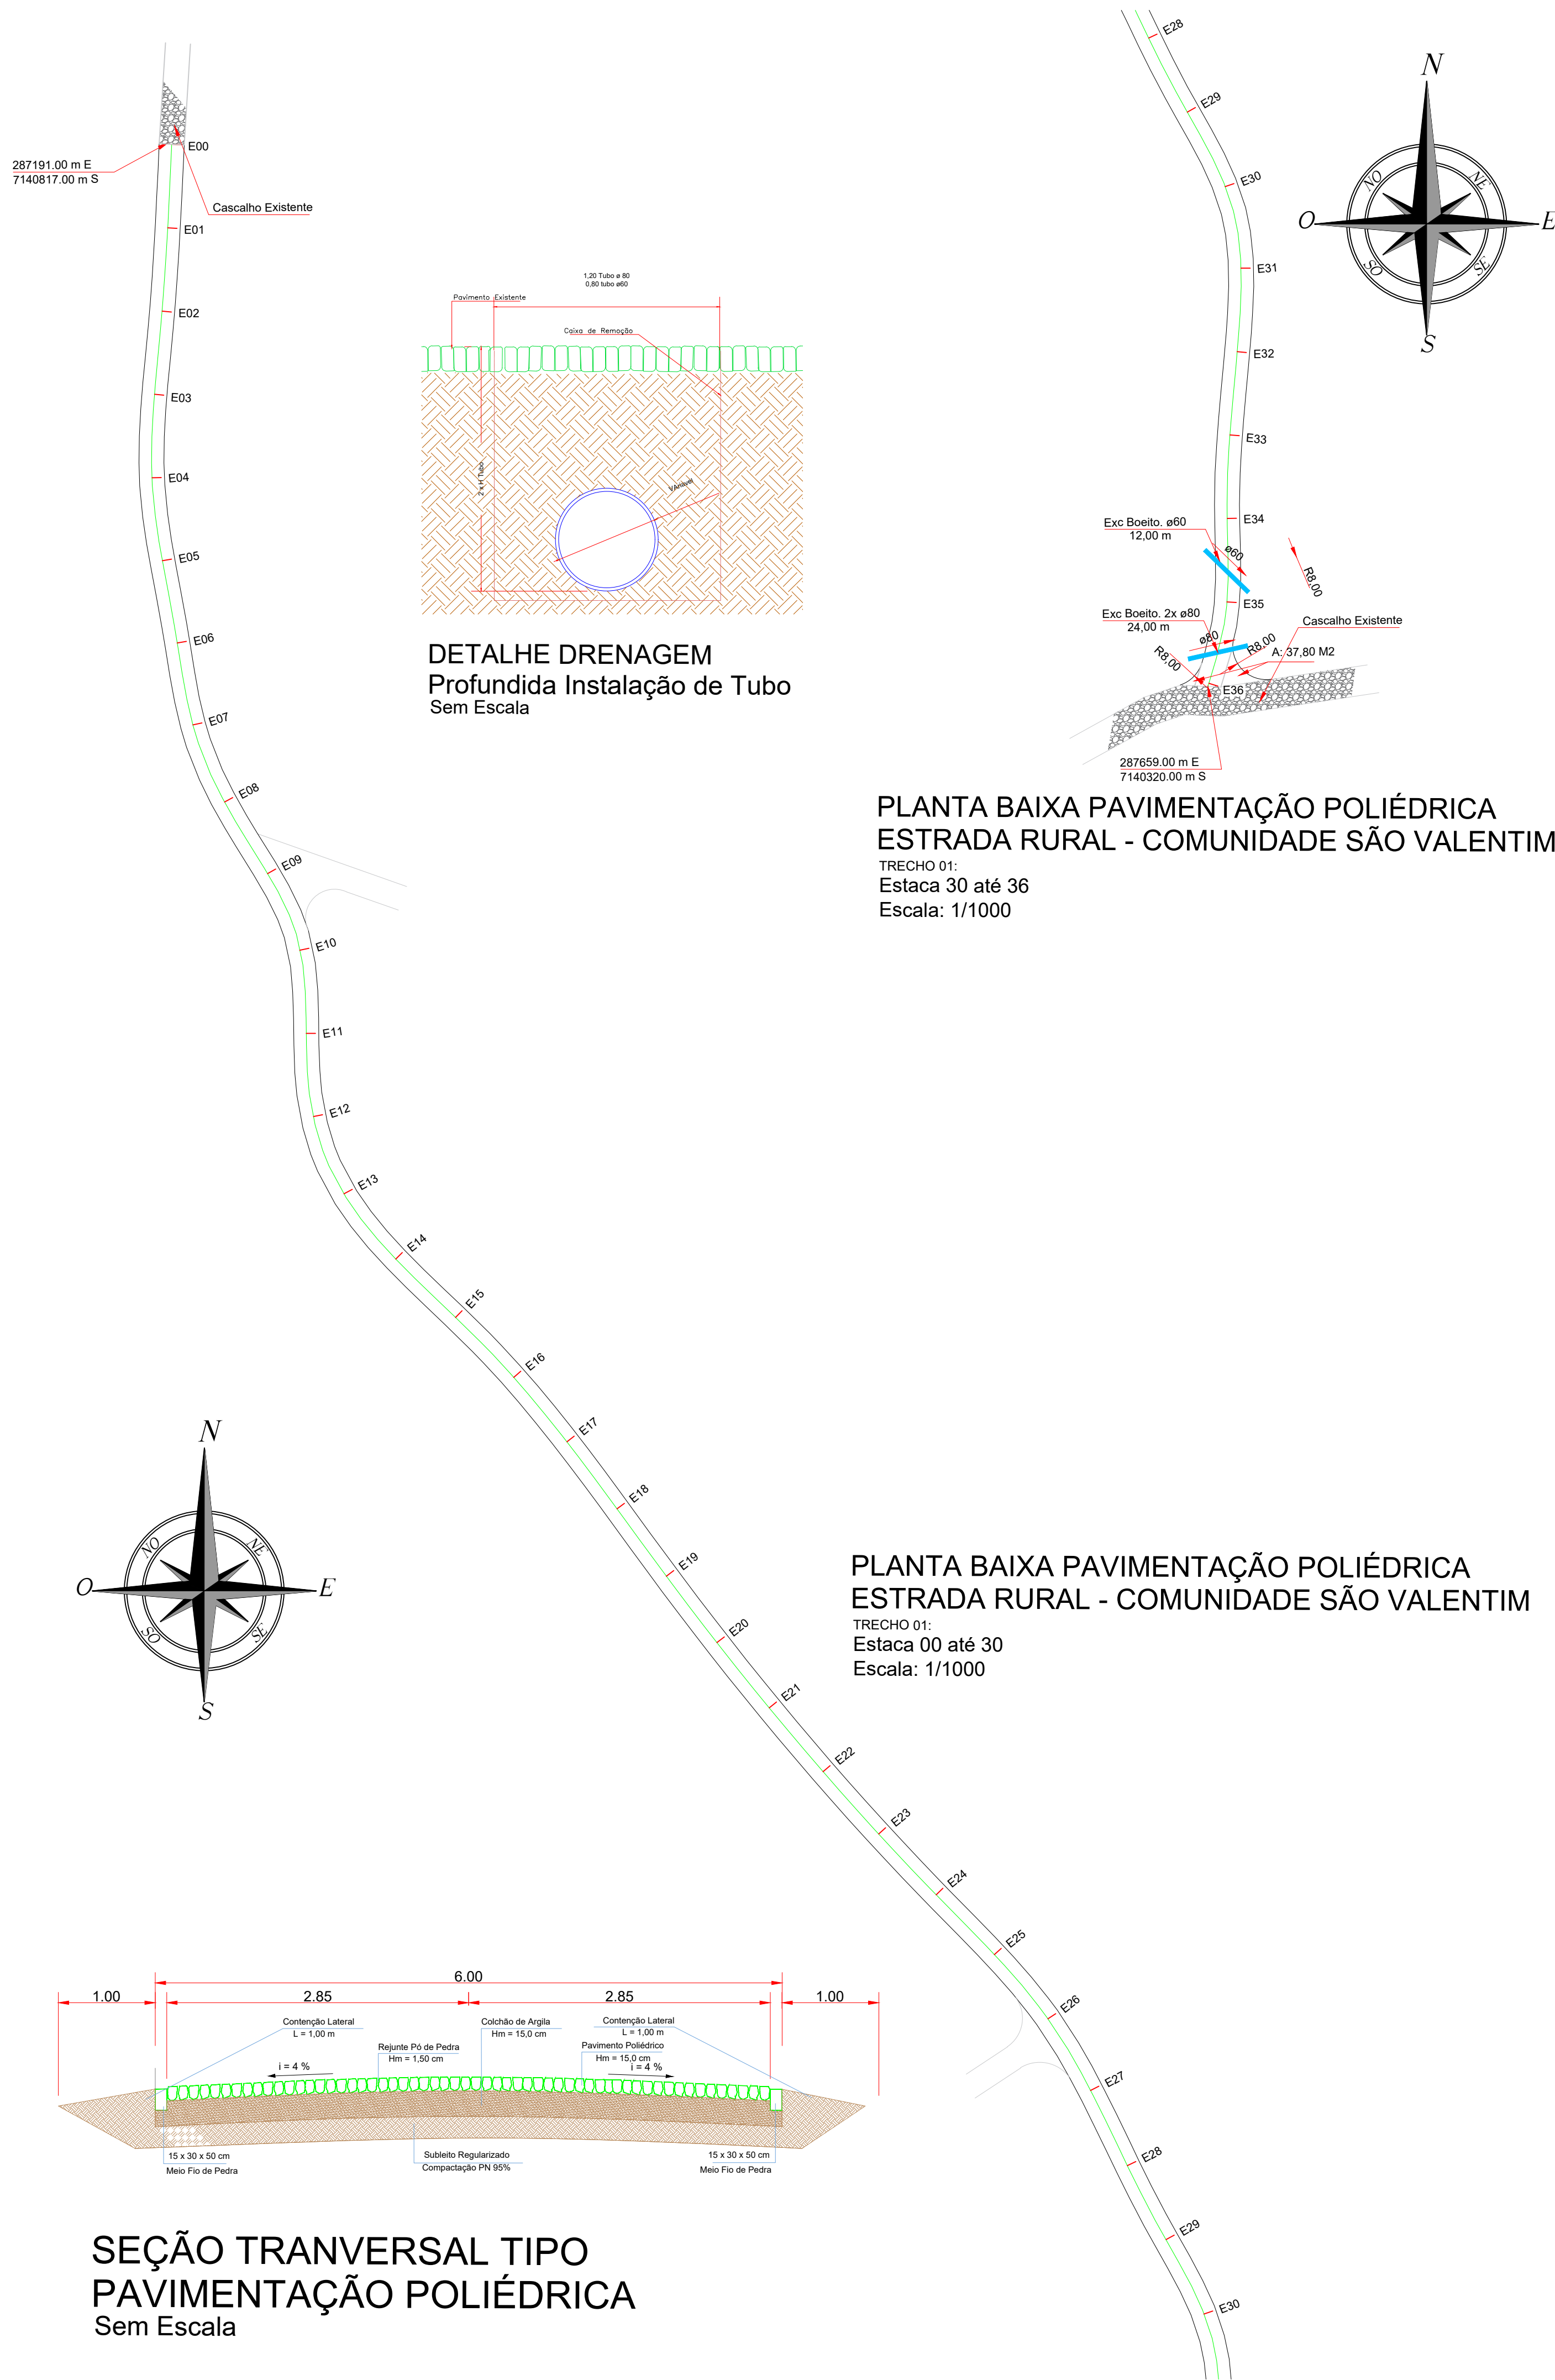 E00
287191.00 m E
7140817.00 m S
Cascalho Existente
E01
E02
E03
E04
E05
E06
E07
E08
E09
E10
E11
E12
E13
E14
E15
E16
E17
E18
E19
E20
E21
E22
E23
E24
E25
E26
E27
E28
E29
E30
1,20 Tubo ø 80
0,80 tubo ø60
Pavimento Existente
Caixa de Remoção
2 x H Tubo
VAriavel
DETALHE DRENAGEM
Profundida Instalação de Tubo
Sem Escala
E28
E29
E30
E31
E32
E33
E34
Exc Boeito. ø60
12,00 m
ø60
R8,00
E35
Exc Boeito. 2x ø80
24,00 m
ø80
R8,00
R8,00
Cascalho Existente
A: 37,80 M2
E36
287659.00 m E
7140320.00 m S
N
NO
NE
O
E
SO
SE
S
PLANTA BAIXA PAVIMENTAÇÃO POLIÉDRICA
ESTRADA RURAL - COMUNIDADE SÃO VALENTIM
TRECHO 01:
Estaca 30 até 36
Escala: 1/1000
N
NO
NE
O
E
SO
SE
S
PLANTA BAIXA PAVIMENTAÇÃO POLIÉDRICA
ESTRADA RURAL - COMUNIDADE SÃO VALENTIM
TRECHO 01:
Estaca 00 até 30
Escala: 1/1000
6.00
1.00
2.85
2.85
1.00
Contenção Lateral
L = 1,00 m
Colchão de Argila
Hm = 15,0 cm
Contenção Lateral
L = 1,00 m
Rejunte Pó de Pedra
Hm = 1,50 cm
Pavimento Poliédrico
Hm = 15,0 cm
i = 4 %
i = 4 %
15 x 30 x 50 cm
Meio Fio de Pedra
Subleito Regularizado
Compactação PN 95%
15 x 30 x 50 cm
Meio Fio de Pedra
SEÇÃO TRANVERSAL TIPO
PAVIMENTAÇÃO POLIÉDRICA
Sem Escala